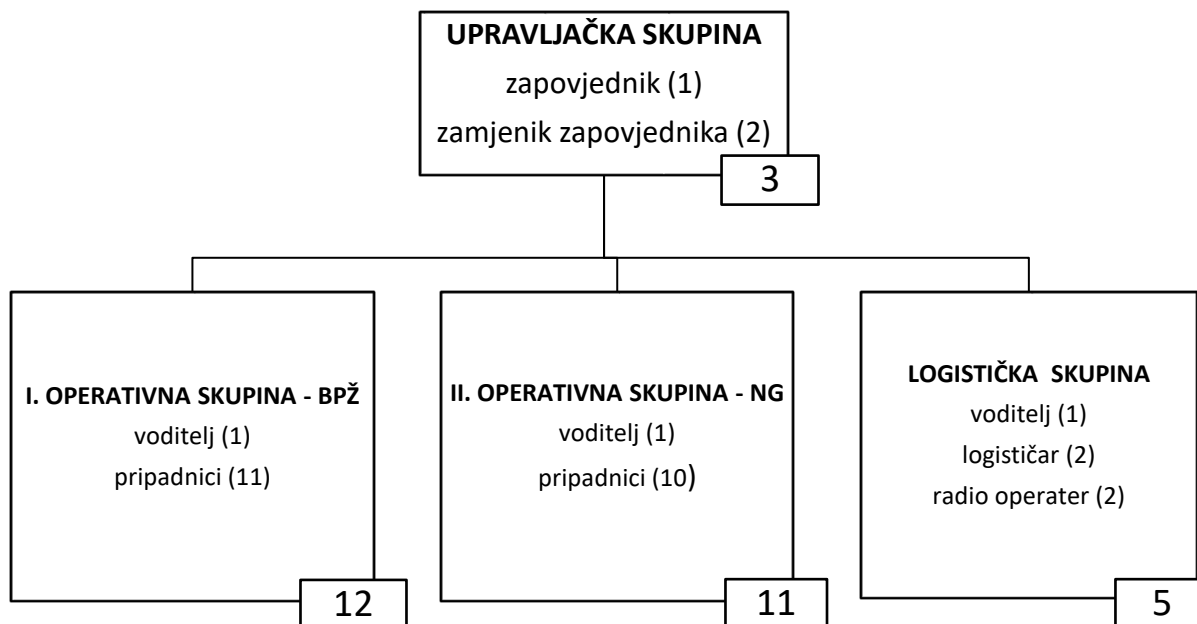 UPRAVLJAČKA SKUPINA
zapovjednik (1)
zamjenik zapovjednika (2)
3
I. OPERATIVNA SKUPINA - BPŽ
voditelj (1)
pripadnici (11)
12
II. OPERATIVNA SKUPINA - NG
voditelj (1)
pripadnici (10)
11
LOGISTIČKA SKUPINA
voditelj (1)
logističar (2)
radio operater (2)
5